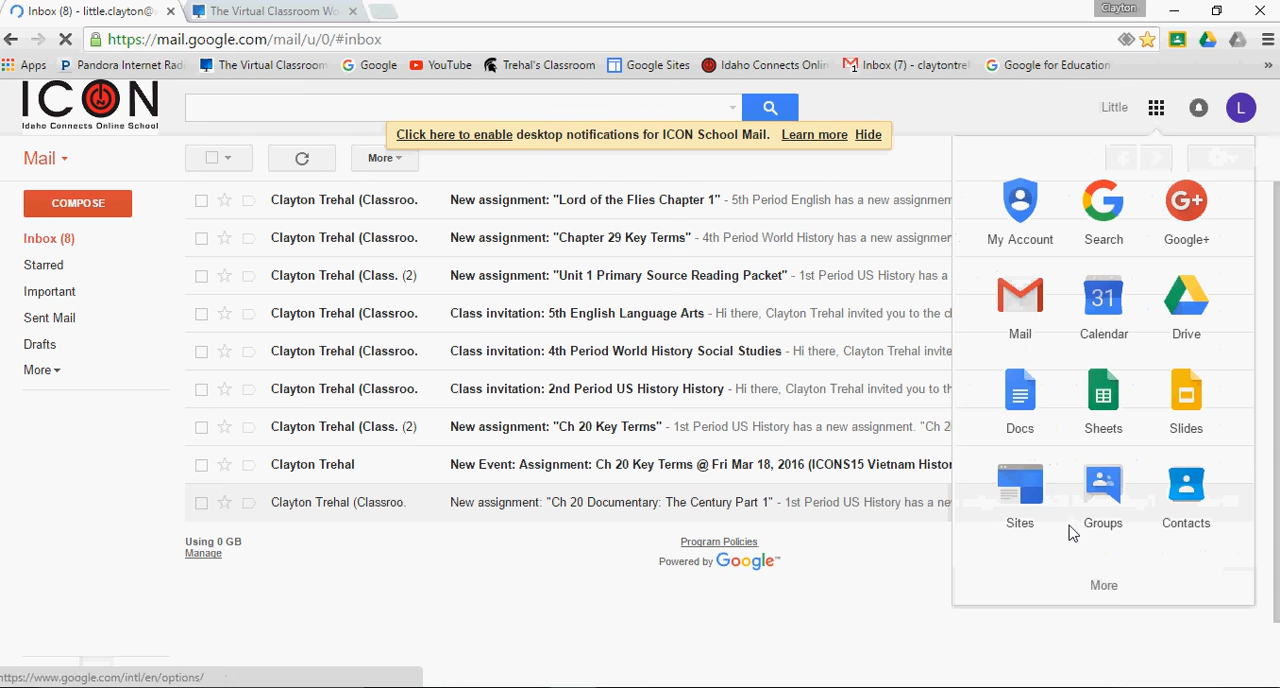 Inbox (8) - little.clayton@
The Virtual Classroom Wo
Clayton
https://mail.google.com/mail/u/0/#inbox
Apps
Pandora Internet Rad
The Virtual Classroom
Google
YouTube
Trehal's Classroom
Google Sites
Idaho Connects Onlin
Inbox (7) - claytontre
Google for Education
»
ICON
Idaho Connects Online School
Little
L
Click here to enable desktop notifications for ICON School Mail. Learn more Hide
Mail
More
COMPOSE
Inbox (8)
Starred
Important
Sent Mail
Drafts
More
Clayton Trehal (Classroo. New assignment: "Lord of the Flies Chapter 1" - 5th Period English has a new assignmen
Clayton Trehal (Classroo. New assignment: "Chapter 29 Key Terms" - 4th Period World History has a new assignmer
Clayton Trehal (Class. (2) New assignment: "Unit 1 Primary Source Reading Packet" - 1st Period US History has a
Clayton Trehal (Classroo. Class invitation: 5th English Language Arts - Hi there, Clayton Trehal invited you to the cl
Clayton Trehal (Classroo. Class invitation: 4th Period World History Social Studies - Hi there, Clayton Trehal invite
Clayton Trehal (Classroo. Class invitation: 2nd Period US History History - Hi there, Clayton Trehal invited you to th
Clayton Trehal (Class. (2) New assignment: "Ch 20 Key Terms" - 1st Period US History has a new assignment. "Ch 2
Clayton Trehal New Event: Assignment: Ch 20 Key Terms @ Fri Mar 18, 2016 (ICONS15 Vietnam Histor
Clayton Trehal (Classroo. New assignment: "Ch 20 Documentary: The Century Part 1" - 1st Period US History has a ne
My Account
Search
G+
Google+
Mail
31
Calendar
Drive
Docs
Sheets
Slides
Sites
Groups
Contacts
More
Using 0 GB
Manage
Program Policies
Powered by Google™
https://www.google.com/intl/en/options/